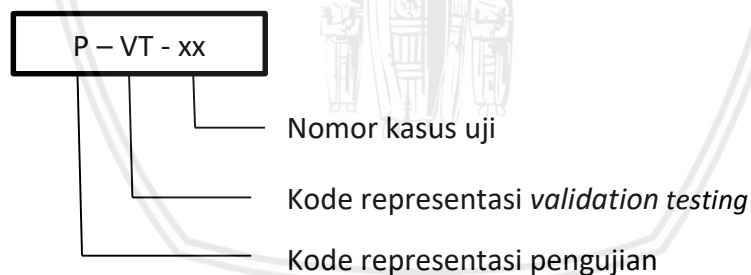 P – VT - xx
Nomor kasus uji
Kode representasi validation testing
Kode representasi pengujian